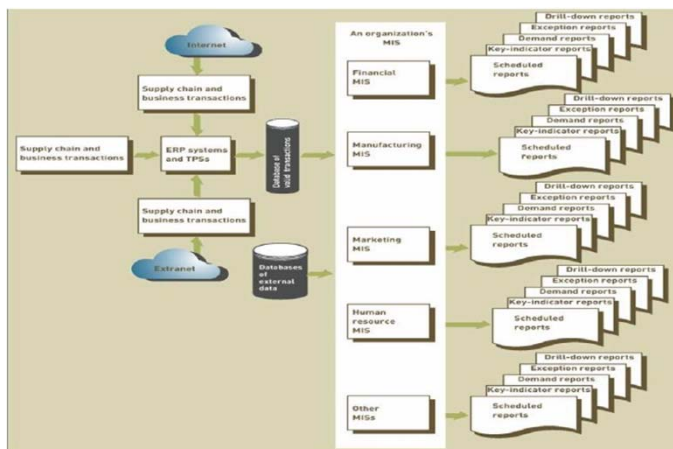 Internet
Supply chain and
business transactions
Supply chain and
business transactions
ERP systems
and TPSs
Database of
valid transactions
Supply chain and
business transactions
Extranet
Databases
of
external
data
An organization's
MIS
Financial
MIS
Drill-down reports
Exception reports
Demand reports
Key-indicator reports
Scheduled
reports
Manufacturing
MIS
Drill-down reports
Exception reports
Demand reports
Key-indicator reports
Scheduled
reports
Marketing
MIS
Drill-down reports
Exception reports
Demand reports
Key-indicator reports
Scheduled
reports
Human
resource
MIS
Drill-down reports
Exception reports
Demand reports
Key-indicator reports
Scheduled
reports
Other
MISs
Drill-down reports
Exception reports
Demand reports
Key-indicator reports
Scheduled
reports